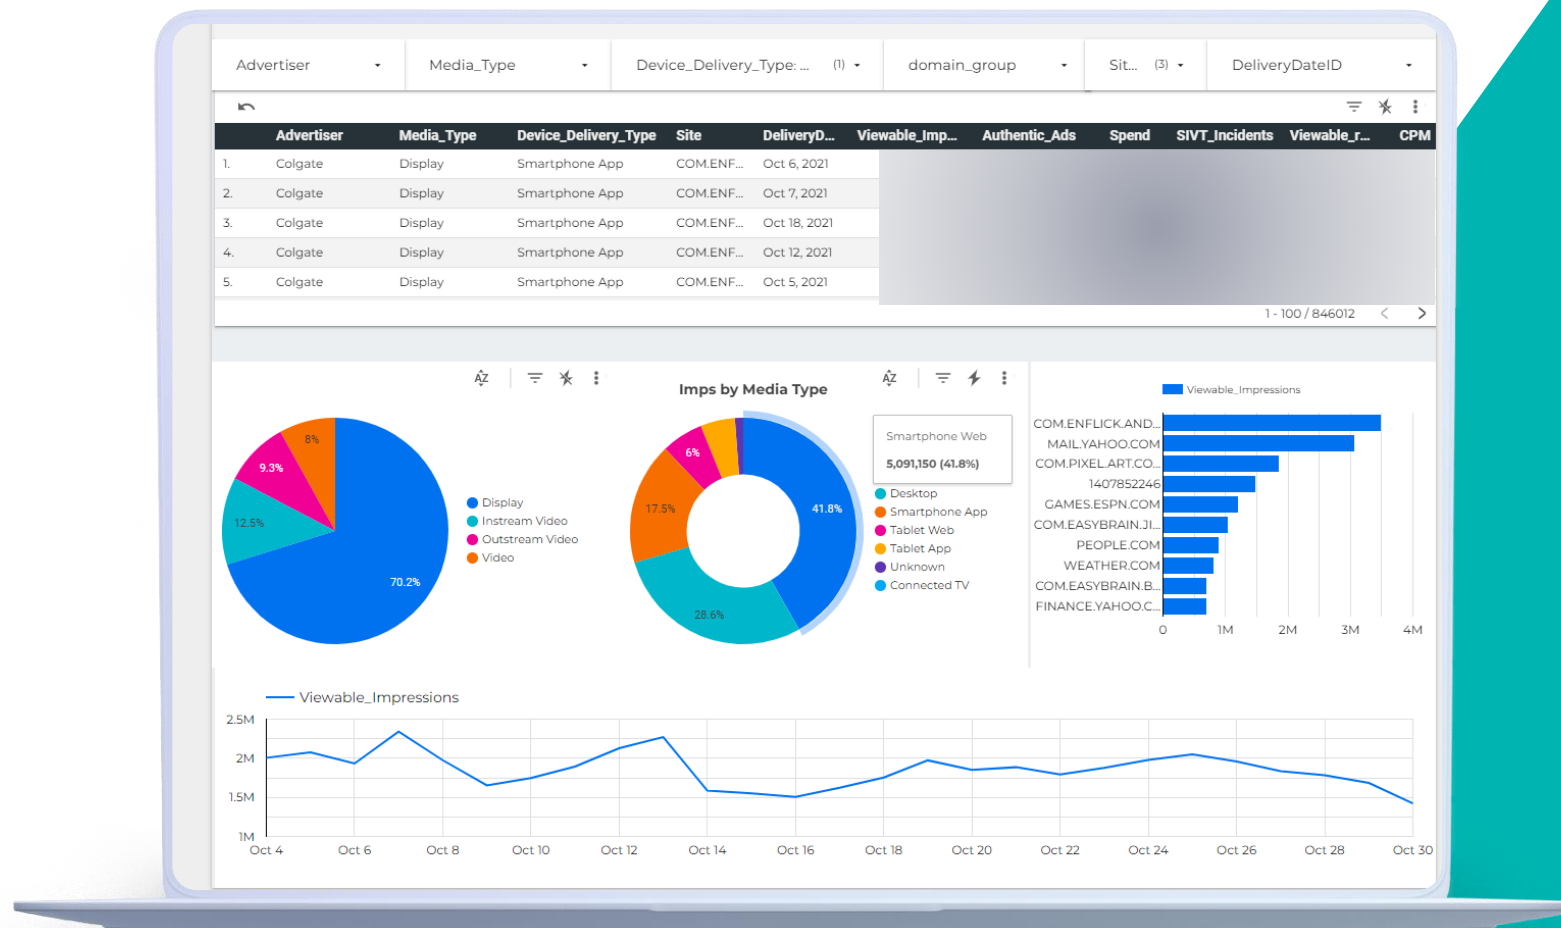 Advertiser Media_Type Device_Delivery_Type: ... (1) domain_group Sit... (3) DeliveryDateID
Advertiser Media_Type Device_Delivery_Type Site DeliveryD... Viewable_Imp... Authentic_Ads Spend SIVT_Incidents Viewable_r... CPM
1. Colgate Display Smartphone App COM.ENF... Oct 6, 2021
2. Colgate Display Smartphone App COM.ENF... Oct 7, 2021
3. Colgate Display Smartphone App COM.ENF... Oct 18, 2021
4. Colgate Display Smartphone App COM.ENF... Oct 12, 2021
5. Colgate Display Smartphone App COM.ENF... Oct 5, 2021
1 - 100 / 846012
AZ
8%
9.3%
12.5%
70.2%
Display
Instream Video
Outstream Video
Video
AZ
Imps by Media Type
6%
17.5%
41.8%
28.6%
Smartphone Web
5,091,150 (41.8%)
Desktop
Smartphone App
Tablet Web
Tablet App
Unknown
Connected TV
Viewable_Impressions
COM.ENFLICK.AND...
MAIL.YAHOO.COM
COM.PIXEL.ART.CO...
1407852246
GAMES.ESPN.COM
COM.EASYBRAIN.JI...
PEOPLE.COM
WEATHER.COM
COM.EASYBRAIN.B...
FINANCE.YAHOO.C...
0 1M 2M 3M 4M
Viewable_Impressions
2.5M
2M
1.5M
1M
Oct 4 Oct 6 Oct 8 Oct 10 Oct 12 Oct 14 Oct 16 Oct 18 Oct 20 Oct 22 Oct 24 Oct 26 Oct 28 Oct 30